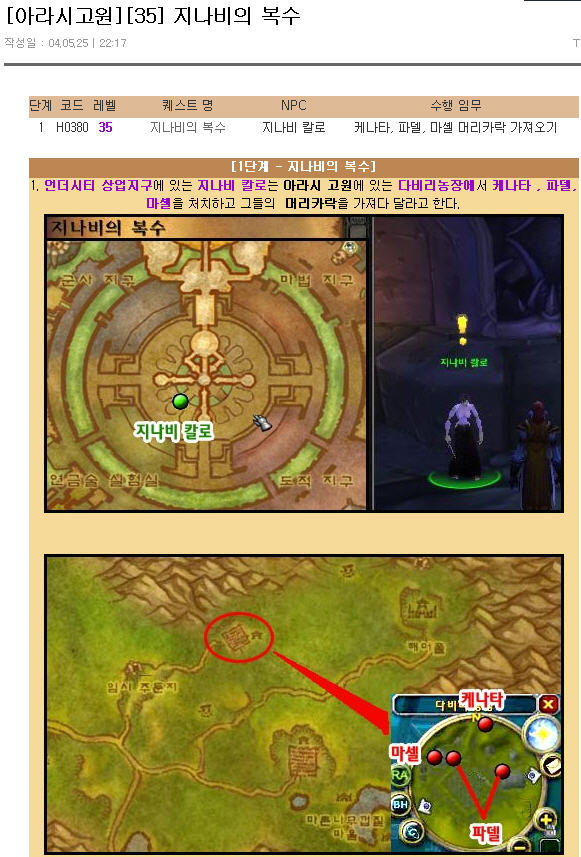 [아라시고원][35] 지나비의 복수
작성일 : 04.05.25 | 22:17
T
단계 코드 레벨 퀘스트 명 NPC 수행 임무
1 H0380 35 지나비의 복수 지나비 칼로 케나타, 파델, 마셀 머리카락 가져오기
[1단계 - 지나비의 복수]
1. 언더시티 상업지구에 있는 지나비 칼로는 아라시 고원에 있는 다비리농장에서 케나타 , 파델,
마셀을 처치하고 그들의 머리카락을 가져다 달라고 한다.
지나비의 복수
군사 지구
마법 지구
지나비 칼로
지나비 칼로
연금술 실험실
도적 지구
해머폴
임시 주둔지
케나타
다비
N
마셀
RA
BH
파델
마른나무껍질
마을